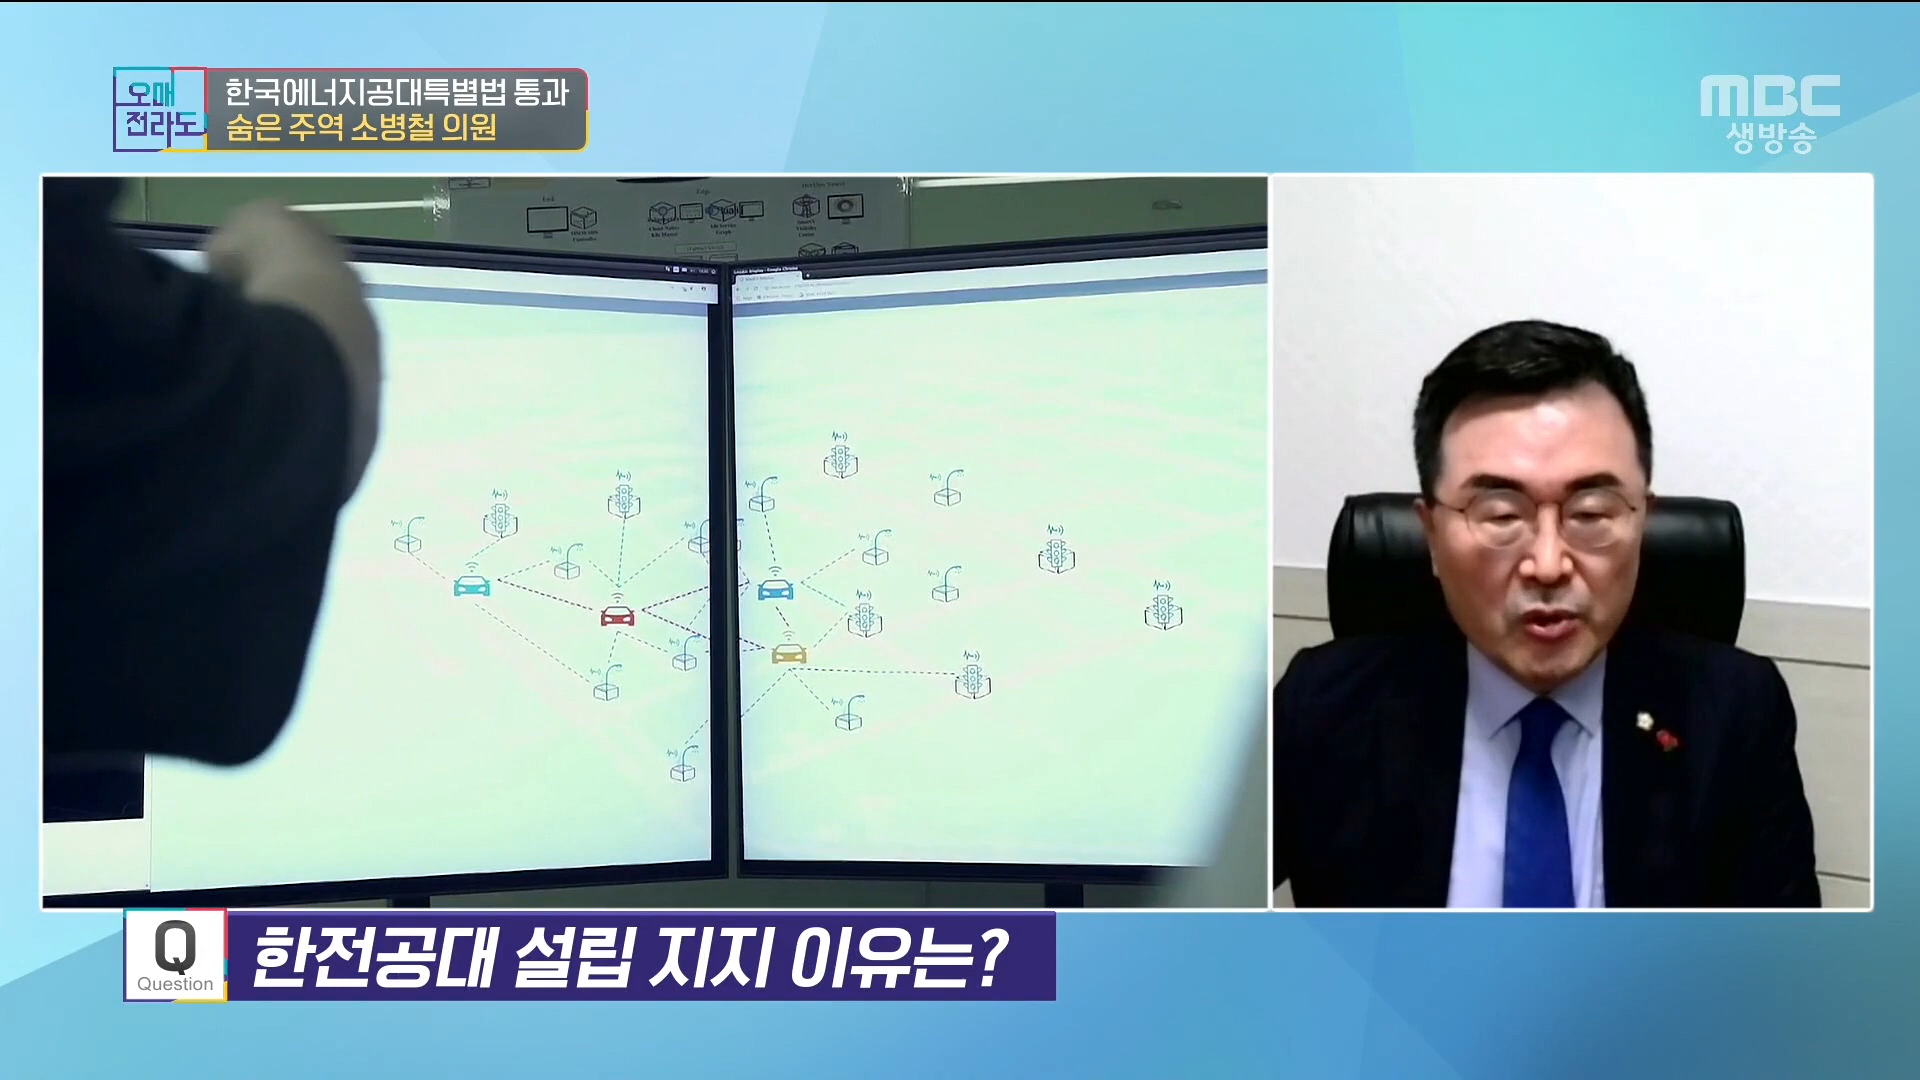 오매
전라도
한국에너지공대특별법 통과
숨은 주역 소병철 의원
MBC
생방송
Q
Question
한전공대 설립 지지 이유는?